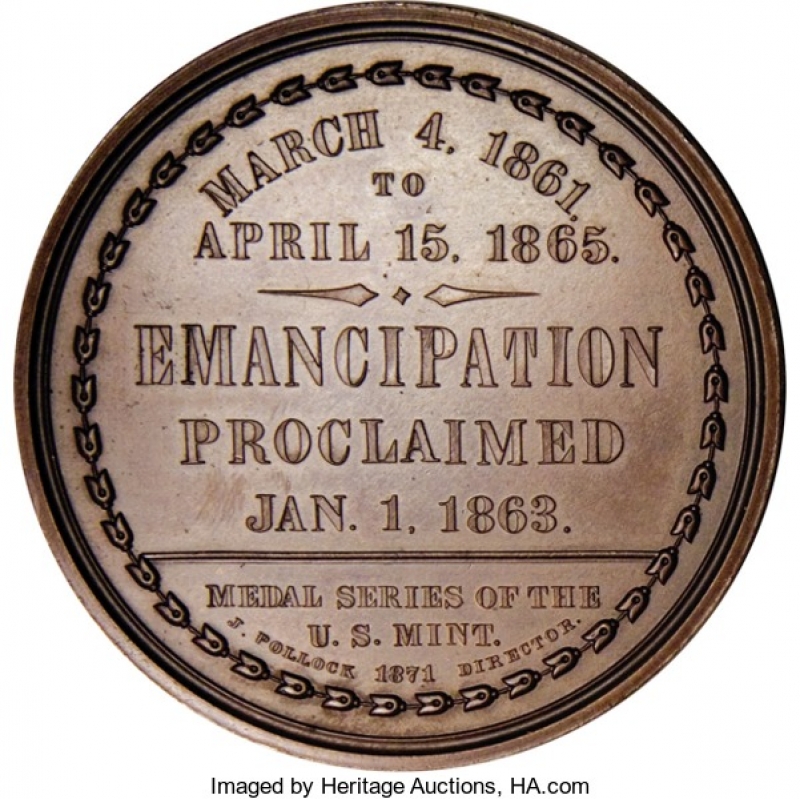 MARCH 4, 1861,
TO
APRIL 15, 1865.
EMANCIPATION
PROCLAIMED
JAN. 1, 1863.
MEDAL SERIES OF THE
U. S. MINT.
J. POLLOCK 1871 DIRECTOR.
Imaged by Heritage Auctions, HA.com